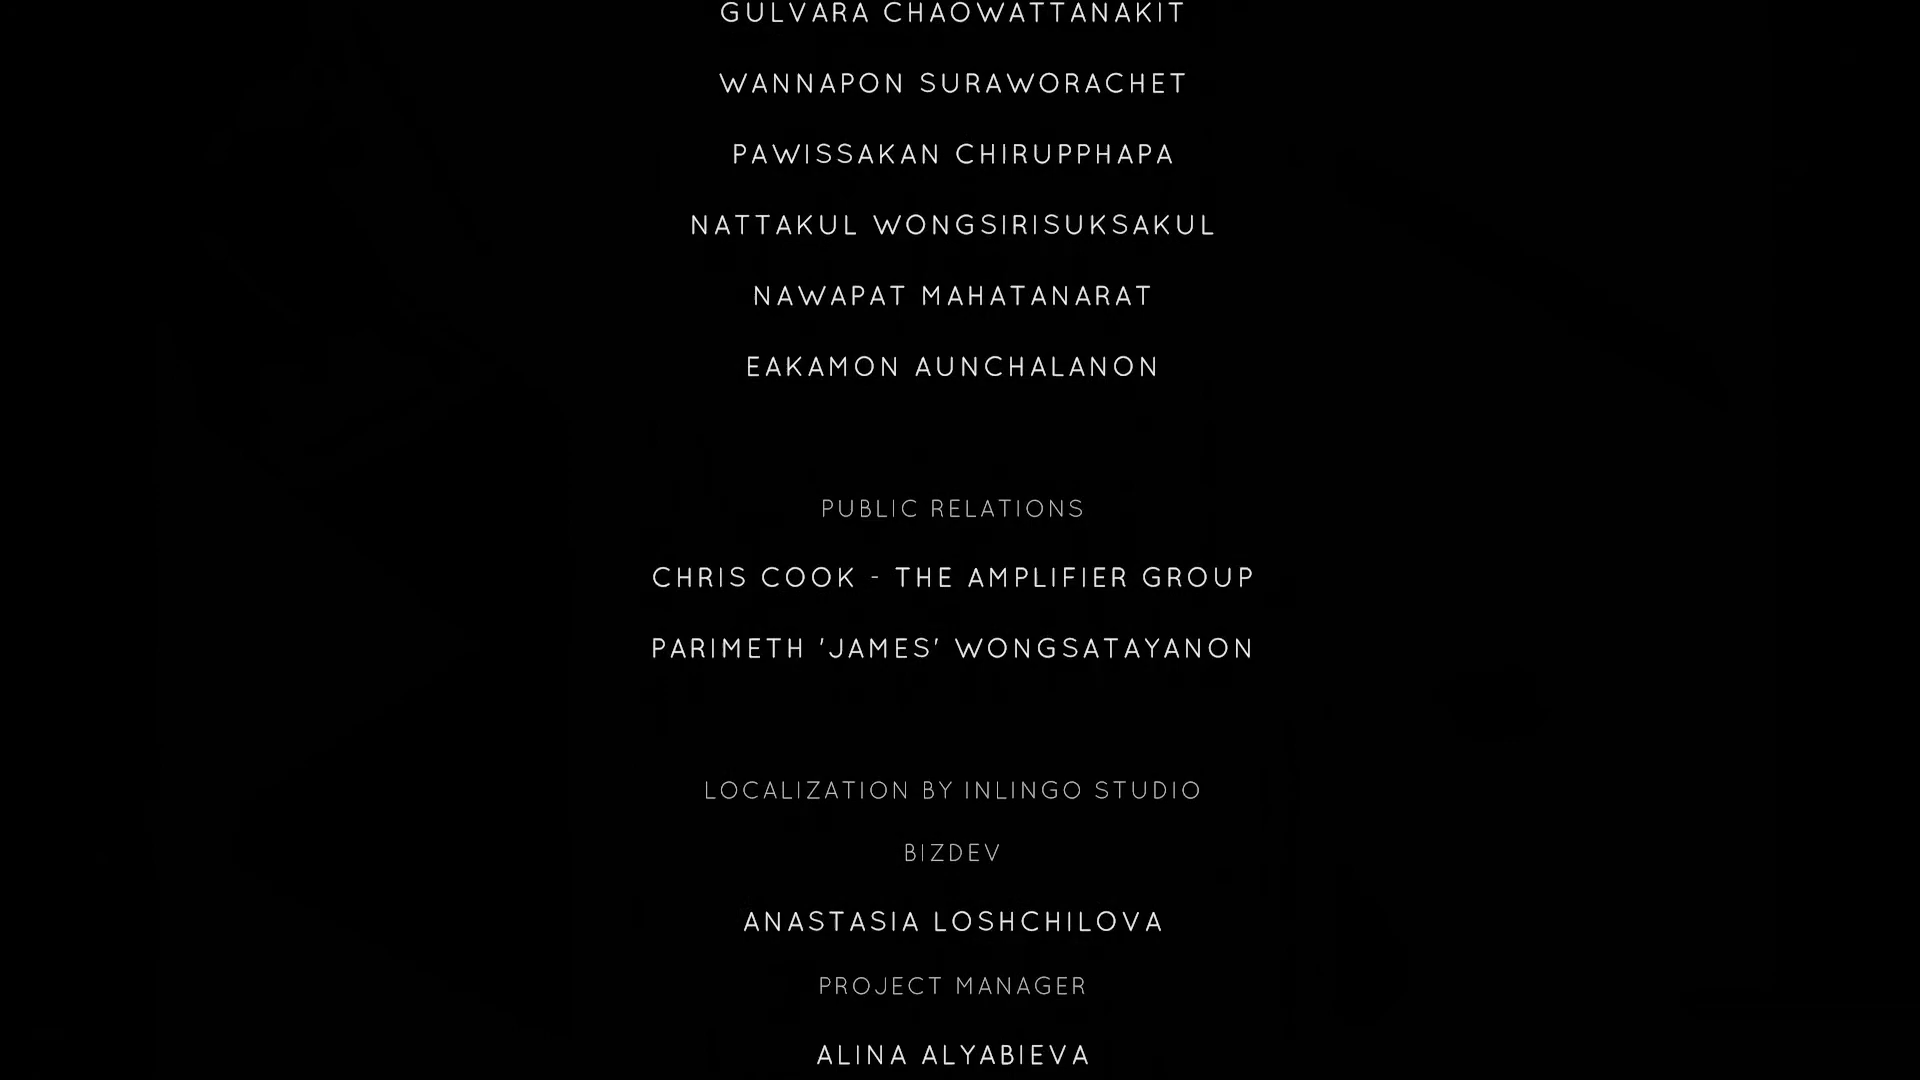 GULVARA CHAOWATTANAKIT
WANNAPON SURAWORACHET
PAWISSAKAN CHIRUPPHAPA
NATTAKUL WONGSIRISUKSAKUL
NAWAPAT MAHATANARAT
EAKAMON AUNCHALANON
PUBLIC RELATIONS
CHRIS COOK - THE AMPLIFIER GROUP
PARIMETH 'JAMES' WONGSATAYANON
LOCALIZATION BY INLINGO STUDIO
BIZDEV
ANASTASIA LOSHCHILOVA
PROJECT MANAGER
ALINA ALYABIEVA